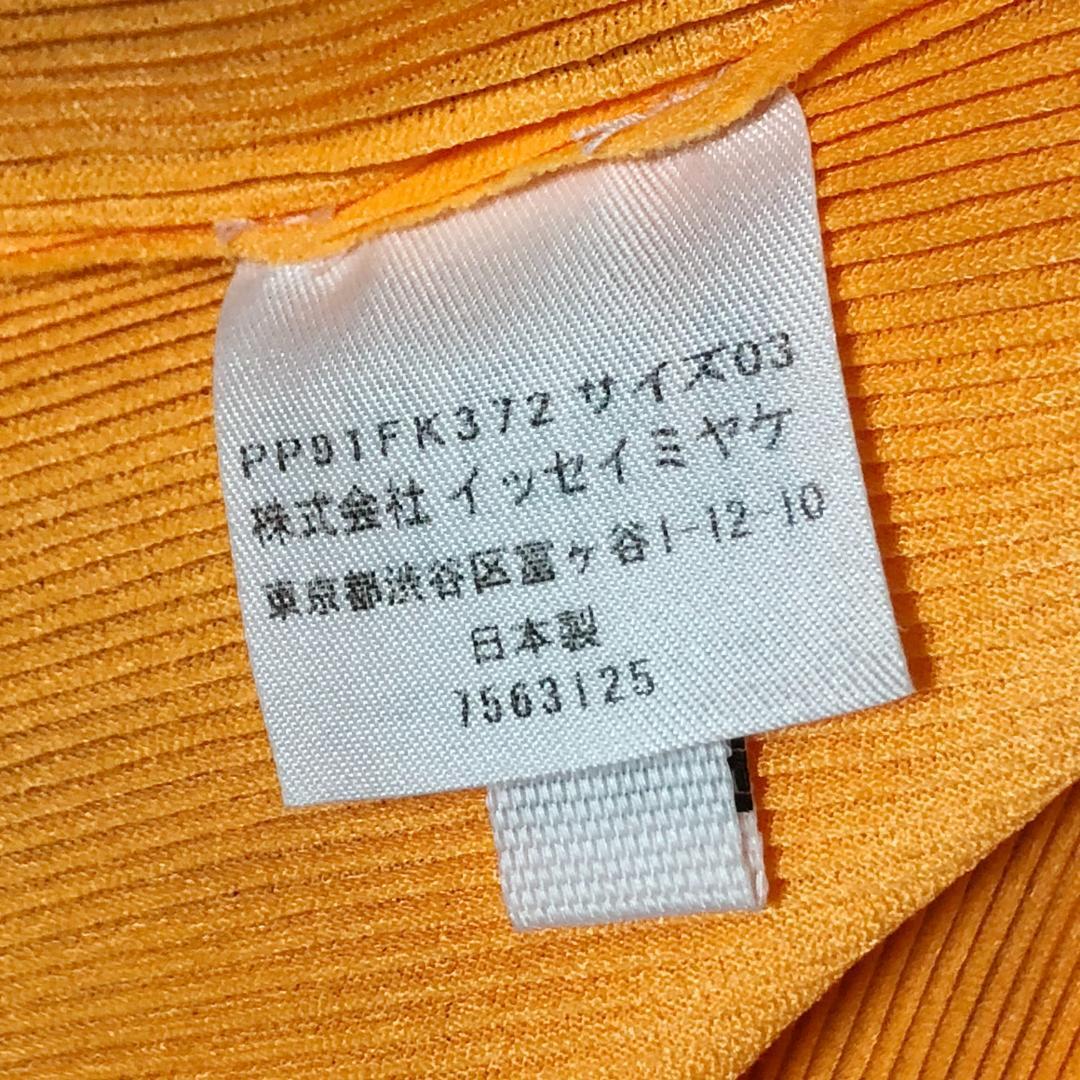 PP91FK372 サイズ03
株式会社 イッセイミヤケ
東京都渋谷区富ヶ谷1-12-10
日本製
7563125